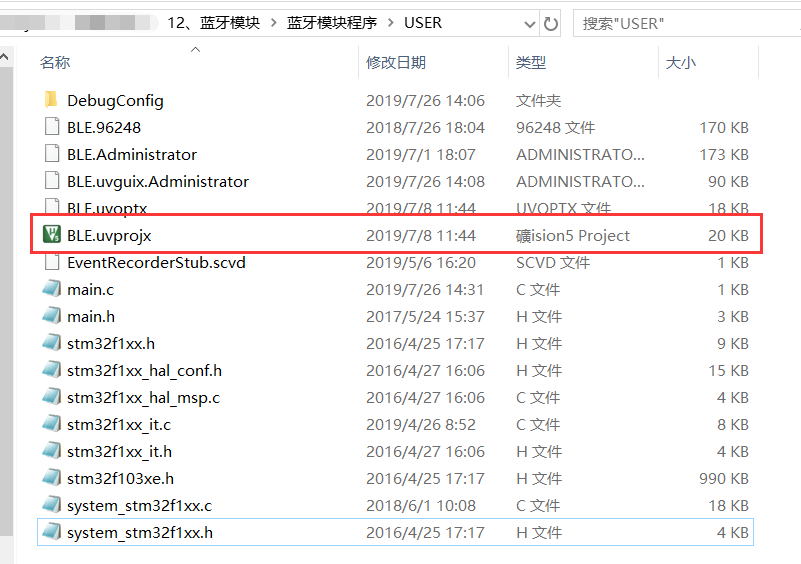 12、蓝牙模块 > 蓝牙模块程序 > USER 搜索"USER"
名称 修改日期 类型 大小
DebugConfig 2019/7/26 14:06 文件夹
BLE.96248 2018/7/26 18:04 96248 文件 170 KB
BLE.Administrator 2019/7/1 18:07 ADMINISTRATO... 173 KB
BLE.uvguix.Administrator 2019/7/26 14:08 ADMINISTRATO... 90 KB
BLE.uvoptx 2019/7/8 11:44 UVOPTX 文件 18 KB
BLE.uvprojx 2019/7/8 11:44 礦ision5 Project 20 KB
EventRecorderStub.scvd 2019/5/6 16:20 SCVD 文件 1 KB
main.c 2019/7/26 14:31 C 文件 1 KB
main.h 2017/5/24 15:37 H 文件 3 KB
stm32f1xx.h 2016/4/25 17:17 H 文件 9 KB
stm32f1xx_hal_conf.h 2016/4/27 16:06 H 文件 15 KB
stm32f1xx_hal_msp.c 2016/4/27 16:06 C 文件 4 KB
stm32f1xx_it.c 2019/4/26 8:52 C 文件 8 KB
stm32f1xx_it.h 2016/4/27 16:06 H 文件 4 KB
stm32f103xe.h 2016/4/25 17:17 H 文件 990 KB
system_stm32f1xx.c 2018/6/1 10:08 C 文件 18 KB
system_stm32f1xx.h 2016/4/25 17:17 H 文件 4 KB